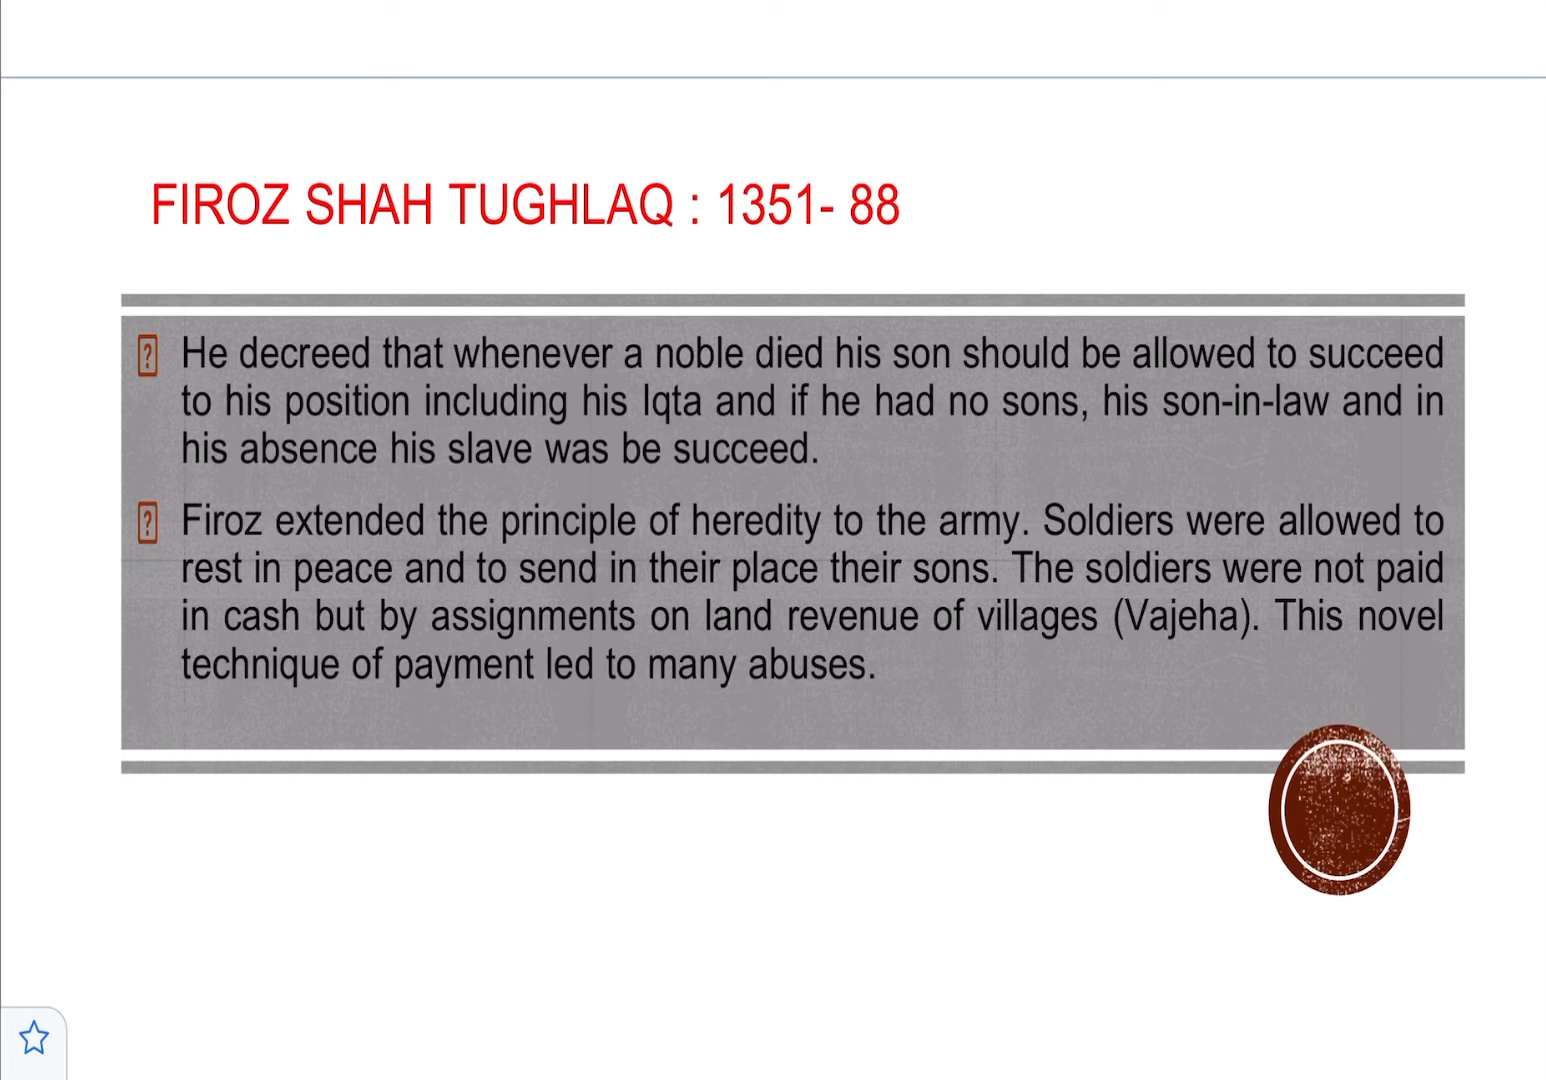 FIROZ SHAH TUGHLAQ : 1351- 88
He decreed that whenever a noble died his son should be allowed to succeed
to his position including his Iqta and if he had no sons, his son-in-law and in
his absence his slave was be succeed.
Firoz extended the principle of heredity to the army. Soldiers were allowed to
rest in peace and to send in their place their sons. The soldiers were not paid
in cash but by assignments on land revenue of villages (Vajeha). This novel
technique of payment led to many abuses.